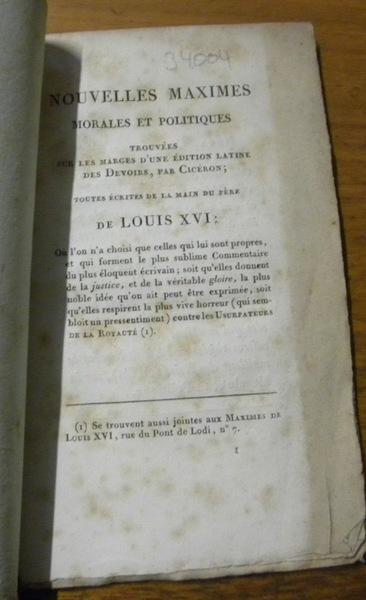 34004
NOUVELLES MAXIMES
MORALES ET POLITIQUES
TROUVÉES
SUR LES MARGES D'UNE ÉDITION LATINE
DES DEVOIRS, PAR CICÉRON;
TOUTES ÉCRITES DE LA MAIN DU PÈRE
DE LOUIS XVI:
Où l'on n'a choisi que celles qui lui sont propres,
et qui forment le plus sublime Commentaire
du plus éloquent écrivain; soit qu'elles donnent
de la justice, et de la véritable gloire, la plus
noble idée qu'on ait peut être exprimée, soit
qu'elles respirent la plus vive horreur (qui sem-
bloit un pressentiment) contre les USURPATEURS
DE LA ROYAUTÉ (1).
(1) Se trouvent aussi jointes aux MAXIMES DE
LOUIS XVI, rue du Pont de Lodi, n° 7.
1